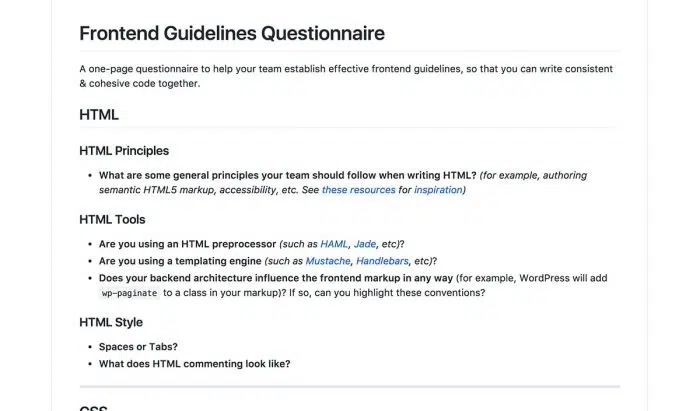 Frontend Guidelines Questionnaire
A one-page questionnaire to help your team establish effective frontend guidelines, so that you can write consistent
& cohesive code together.
HTML
HTML Principles
• What are some general principles your team should follow when writing HTML? (for example, authoring
semantic HTML5 markup, accessibility, etc. See these resources for inspiration)
HTML Tools
• Are you using an HTML preprocessor (such as HAML, Jade, etc)?
• Are you using a templating engine (such as Mustache, Handlebars, etc)?
• Does your backend architecture influence the frontend markup in any way (for example, WordPress will add
wp-paginate to a class in your markup)? If so, can you highlight these conventions?
HTML Style
• Spaces or Tabs?
• What does HTML commenting look like?
CSS